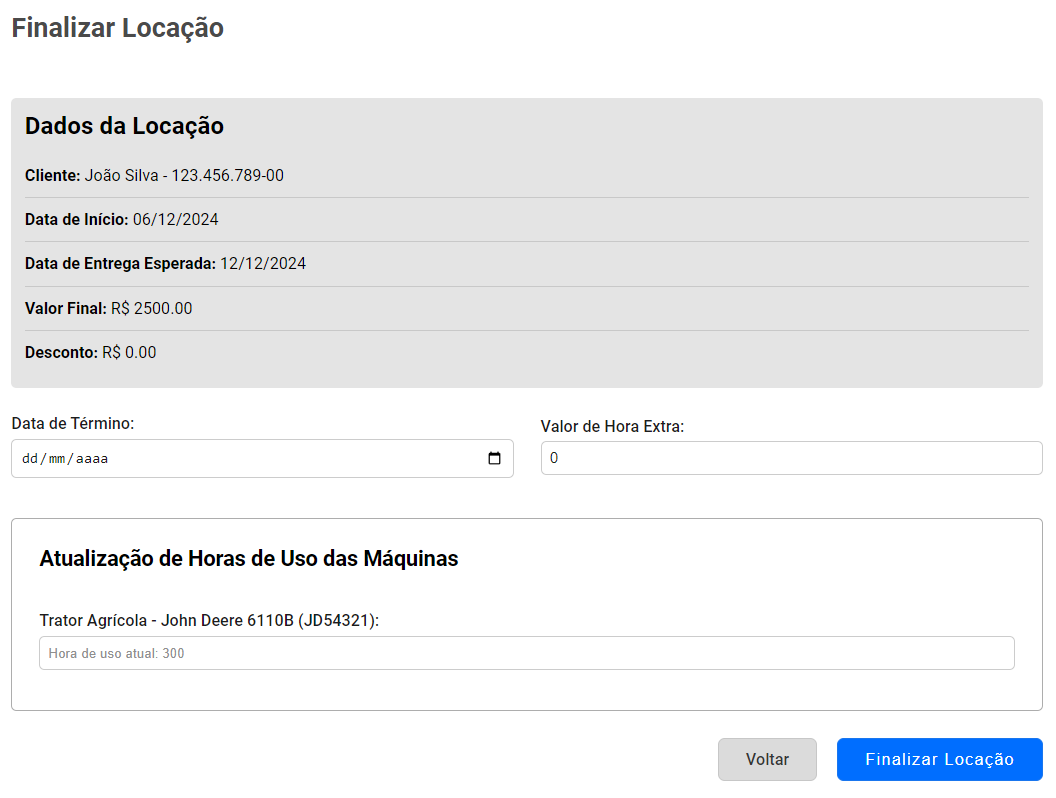 Finalizar Locação
Dados da Locação
Cliente: João Silva - 123.456.789-00
Data de Início: 06/12/2024
Data de Entrega Esperada: 12/12/2024
Valor Final: R$ 2500.00
Desconto: R$ 0.00
Data de Término:
dd/mm/aaaa
Valor de Hora Extra:
0
Atualização de Horas de Uso das Máquinas
Trator Agrícola - John Deere 6110B (JD54321):
Hora de uso atual: 300
Voltar
Finalizar Locação